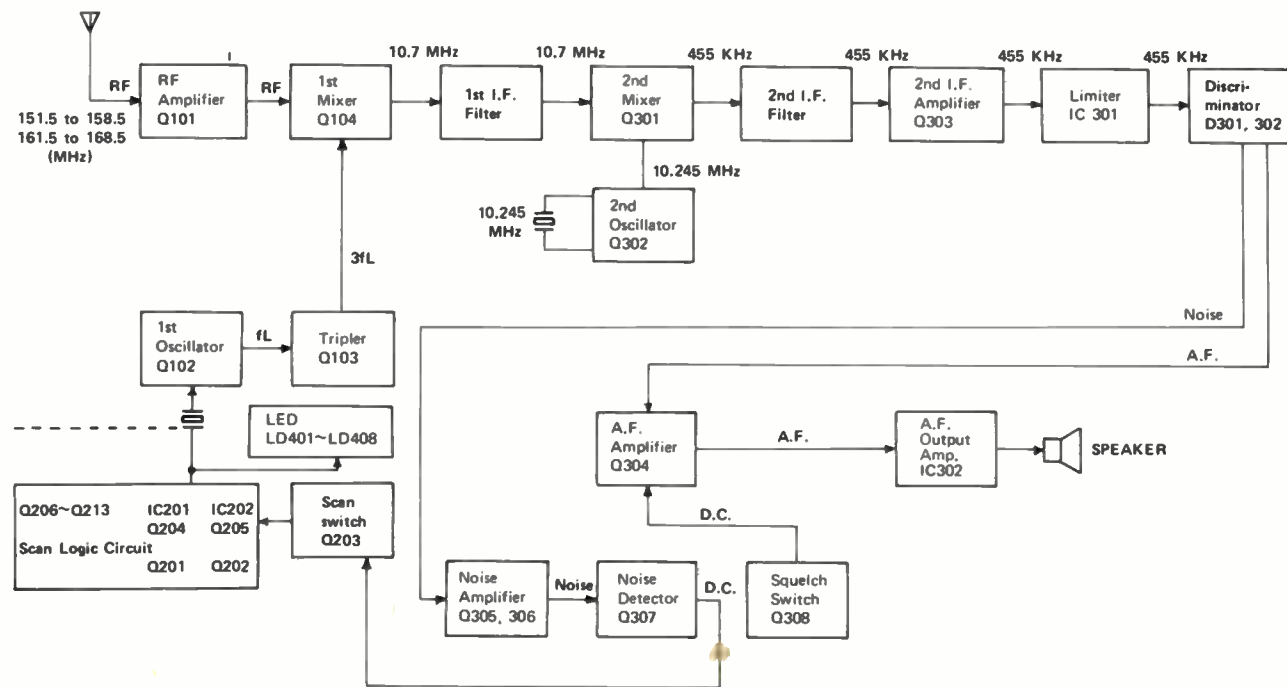 10.7 MHz
10.7 MHz
455 KHz
455 KHz
455 KHz
455 KHz
RF
RF
Amplifier
Q101
RF
1st
Mixer
Q104
1st I.F.
Filter
2nd
Mixer
Q301
2nd I.F.
Filter
2nd I.F.
Amplifier
Q303
Limiter
IC 301
Discri-
minator
D301, 302
151.5 to 158.5
161.5 to 168.5
(MHz)
10.245 MHz
10.245
MHz
2nd
Oscillator
Q302
3fL
1st
Oscillator
Q102
fL
Tripler
Q103
Noise
A.F.
LED
LD401~LD408
A.F.
Amplifier
Q304
A.F.
A.F.
Output
Amp,
IC302
SPEAKER
Q206~Q213 IC201 IC202
Q204 Q205
Scan Logic Circuit
Q201 Q202
Scan
switch
Q203
D.C.
Noise
Amplifier
Q305, 306
Noise
Noise
Detector
Q307
D.C.
Squelch
Switch
Q308